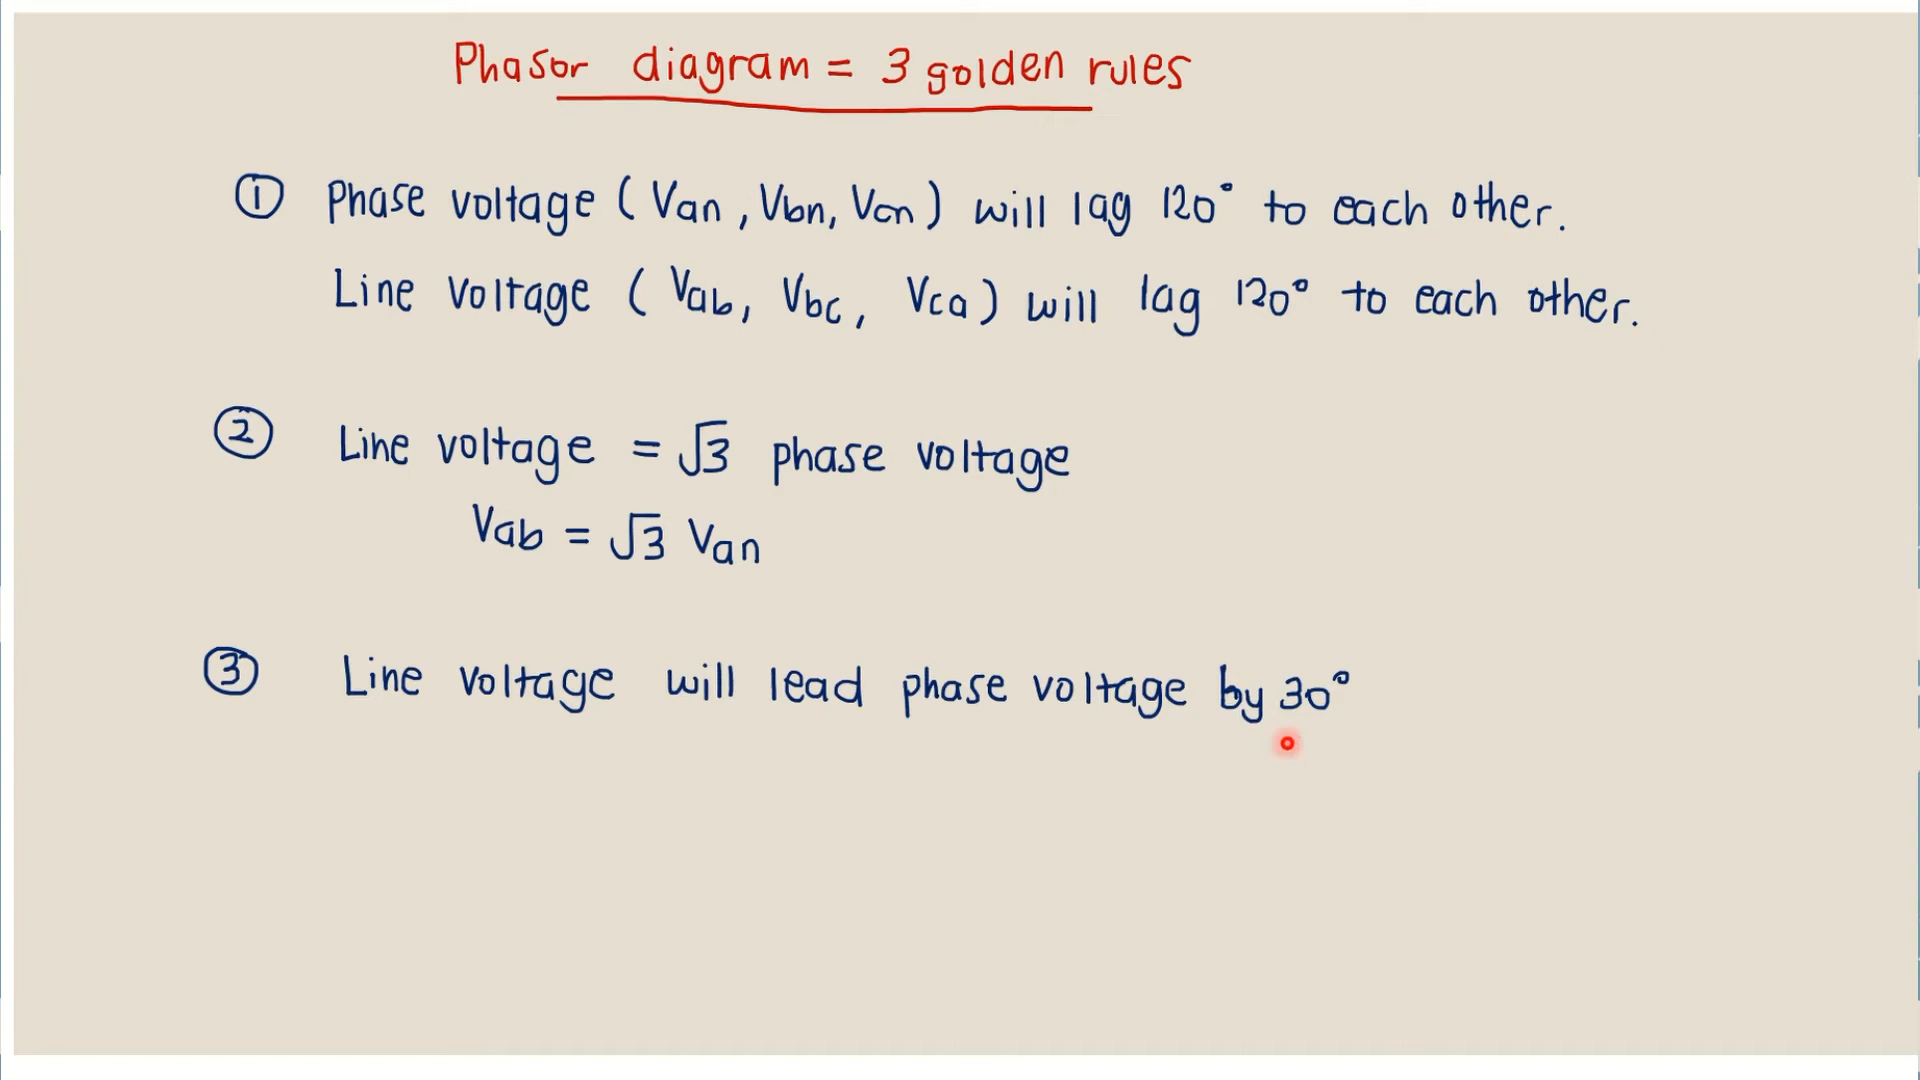 Phasor diagram = 3 golden rules
① Phase voltage (Van, Vbn, Vcn) will lag 120° to each other.
Line voltage (Vab, Vbc, Vca) will lag 120° to each other.
② Line voltage = √3 phase voltage
Vab = √3 Van
③ Line voltage will lead phase voltage by 30°